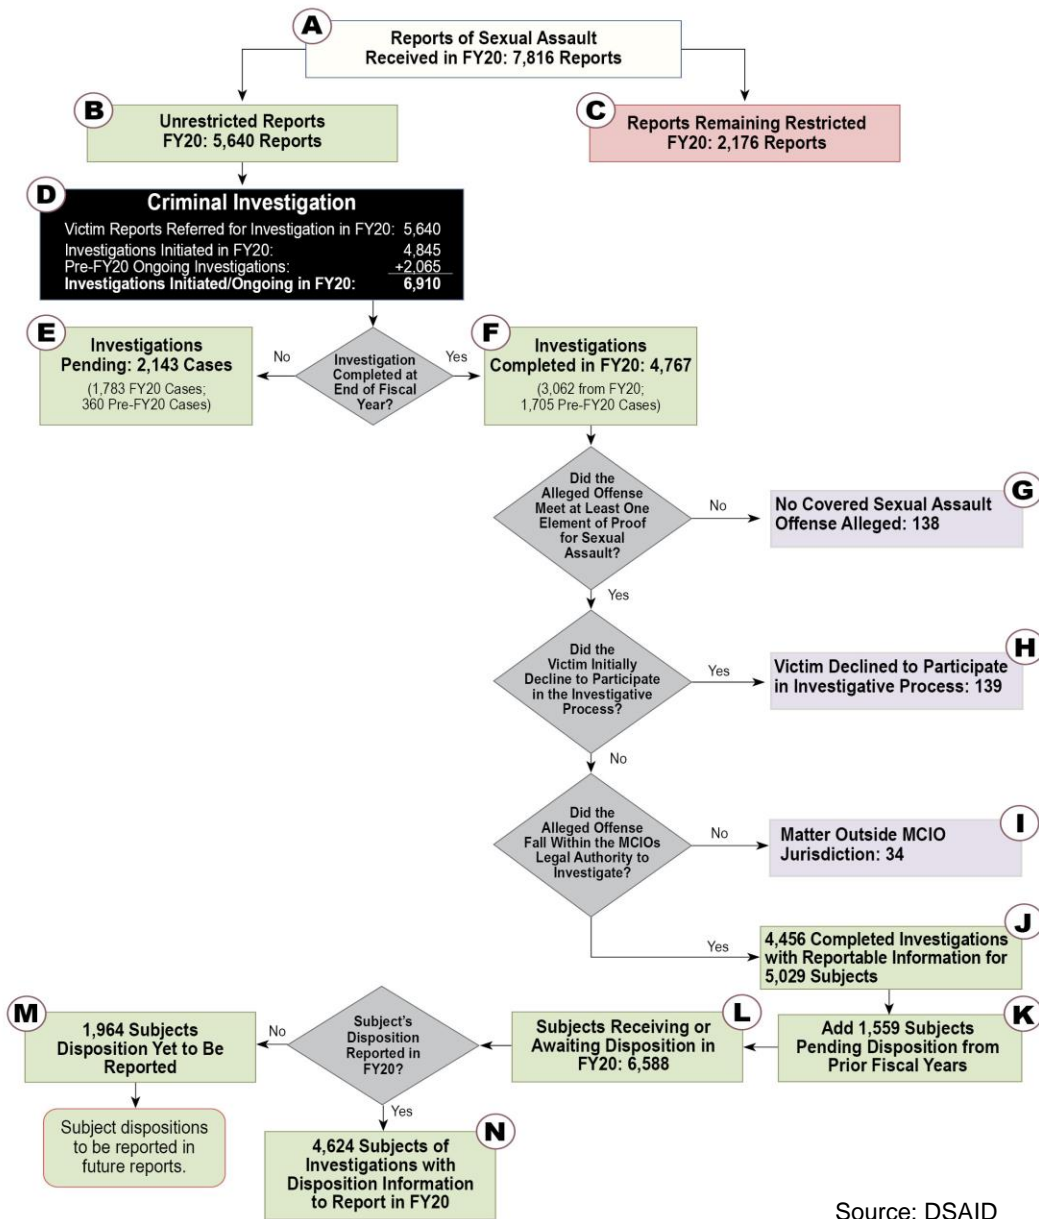 A
Reports of Sexual Assault
Received in FY20: 7,816 Reports
B
Unrestricted Reports
FY20: 5,640 Reports
C
Reports Remaining Restricted
FY20: 2,176 Reports
D
Criminal Investigation
Victim Reports Referred for Investigation in FY20: 5,640
Investigations Initiated in FY20: 4,845
Pre-FY20 Ongoing Investigations: +2,065
Investigations Initiated/Ongoing in FY20: 6,910
E
Investigations
Pending: 2,143 Cases
(1,783 FY20 Cases;
360 Pre-FY20 Cases)
No
Investigation
Completed at
End of Fiscal
Year?
Yes
F
Investigations
Completed in FY20: 4,767
(3,062 from FY20;
1,705 Pre-FY20 Cases)
Did the
Alleged Offense
Meet at Least One
Element of Proof
for Sexual
Assault?
No
G
No Covered Sexual Assault
Offense Alleged: 138
Yes
Did the
Victim Initially
Decline to Participate
in the Investigative
Process?
Yes
H
Victim Declined to Participate
in Investigative Process: 139
No
Did the
Alleged Offense
Fall Within the MCIOs
Legal Authority to
Investigate?
No
I
Matter Outside MCIO
Jurisdiction: 34
Yes
J
4,456 Completed Investigations
with Reportable Information for
5,029 Subjects
K
Add 1,559 Subjects
Pending Disposition from
Prior Fiscal Years
L
Subjects Receiving or
Awaiting Disposition in
FY20: 6,588
Subject's
Disposition
Reported in
FY20?
No
M
1,964 Subjects
Disposition Yet to Be
Reported
Subject dispositions
to be reported in
future reports.
Yes
N
4,624 Subjects of
Investigations with
Disposition Information
to Report in FY20
Source: DSAID